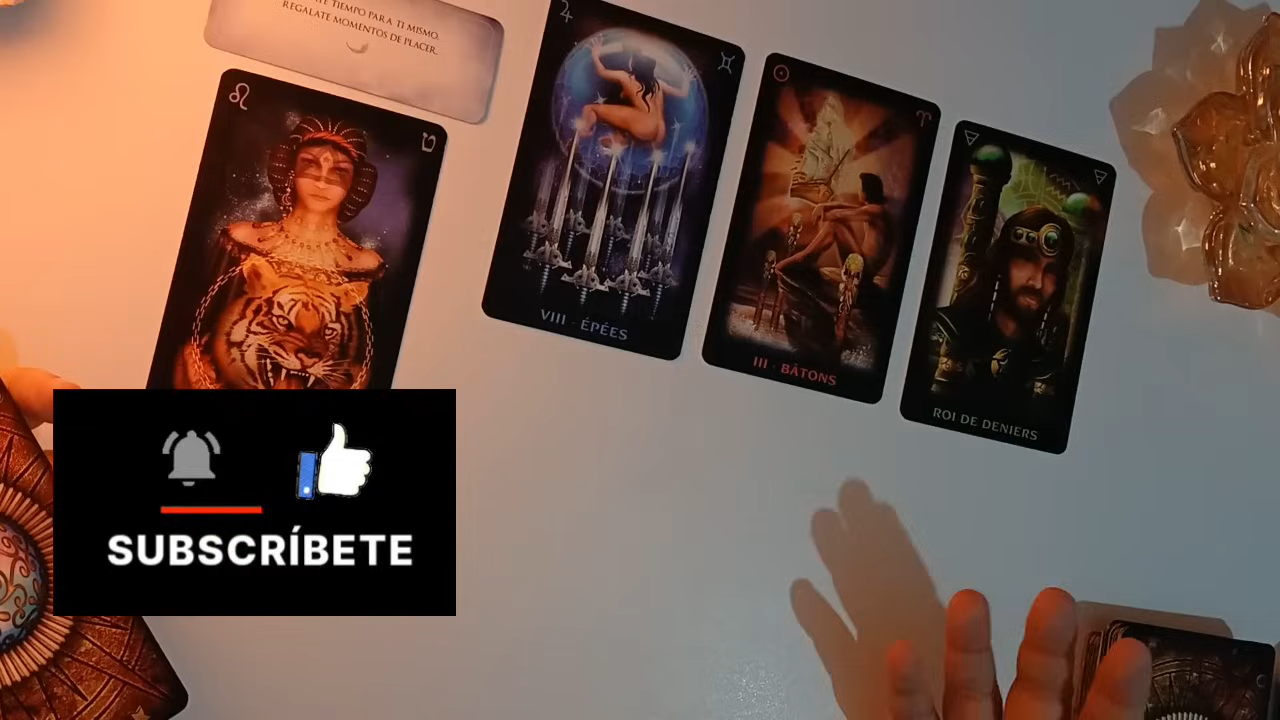 TIEMPO PARA TI MISMO.
REGALATE MOMENTOS DE PLACER.
VIII · ÉPÉES
III · BÂTONS
ROI DE DENIERS
SUBSCRÍBETE